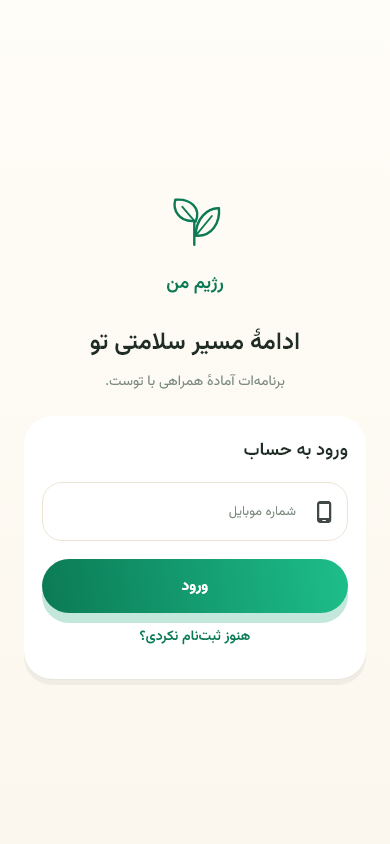 رژیم من
ادامهٔ مسیر سلامتی تو
برنامه‌ات آمادهٔ همراهی با توست.
ورود به حساب
شماره موبایل
ورود
هنوز ثبت‌نام نکردی؟